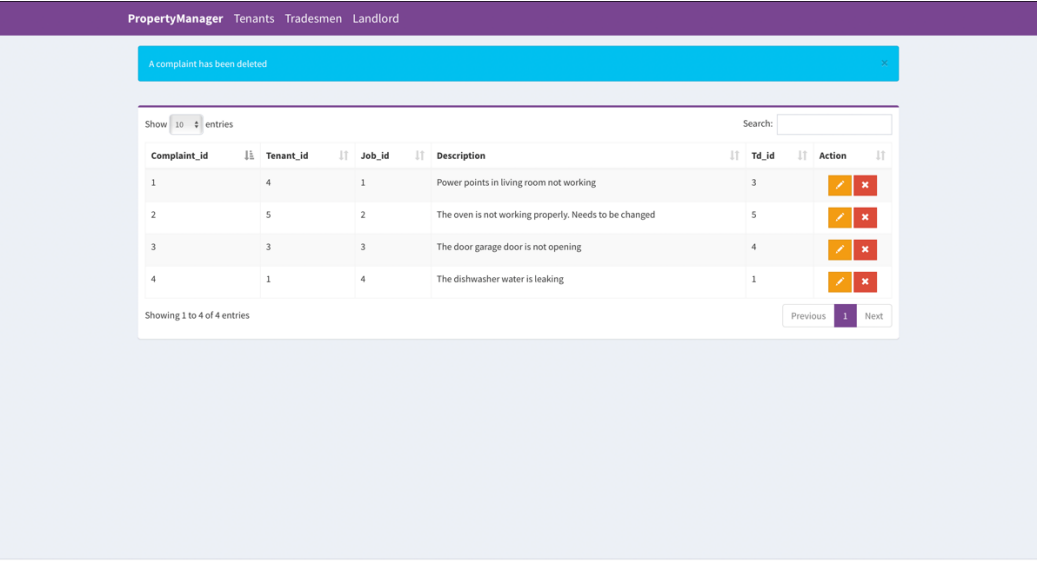 PropertyManager Tenants Tradesmen Landlord
A complaint has been deleted ×
Show 10 entries Search:
Complaint_id Tenant_id Job_id Description Td_id Action
1 4 1 Power points in living room not working 3
2 5 2 The oven is not working properly. Needs to be changed 5
3 3 3 The door garage door is not opening 4
4 1 4 The dishwasher water is leaking 1
Showing 1 to 4 of 4 entries Previous 1 Next